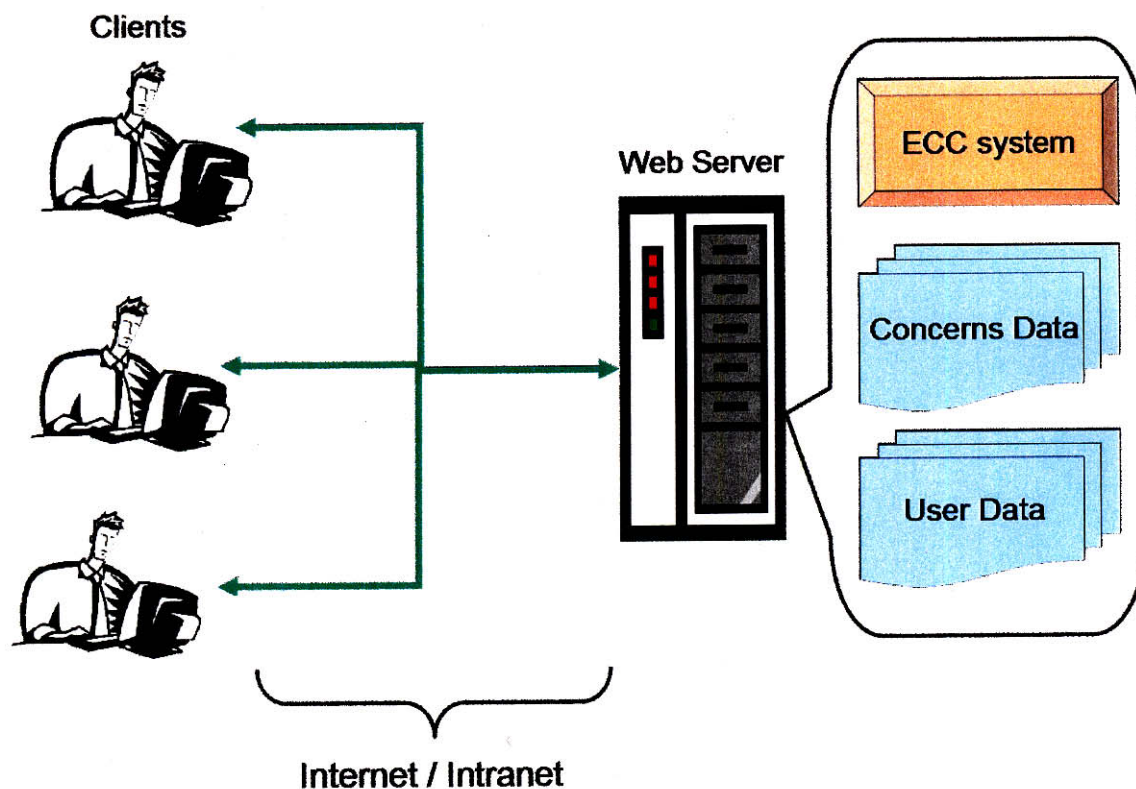 Clients
Web Server
ECC system
Concerns Data
User Data
Internet / Intranet